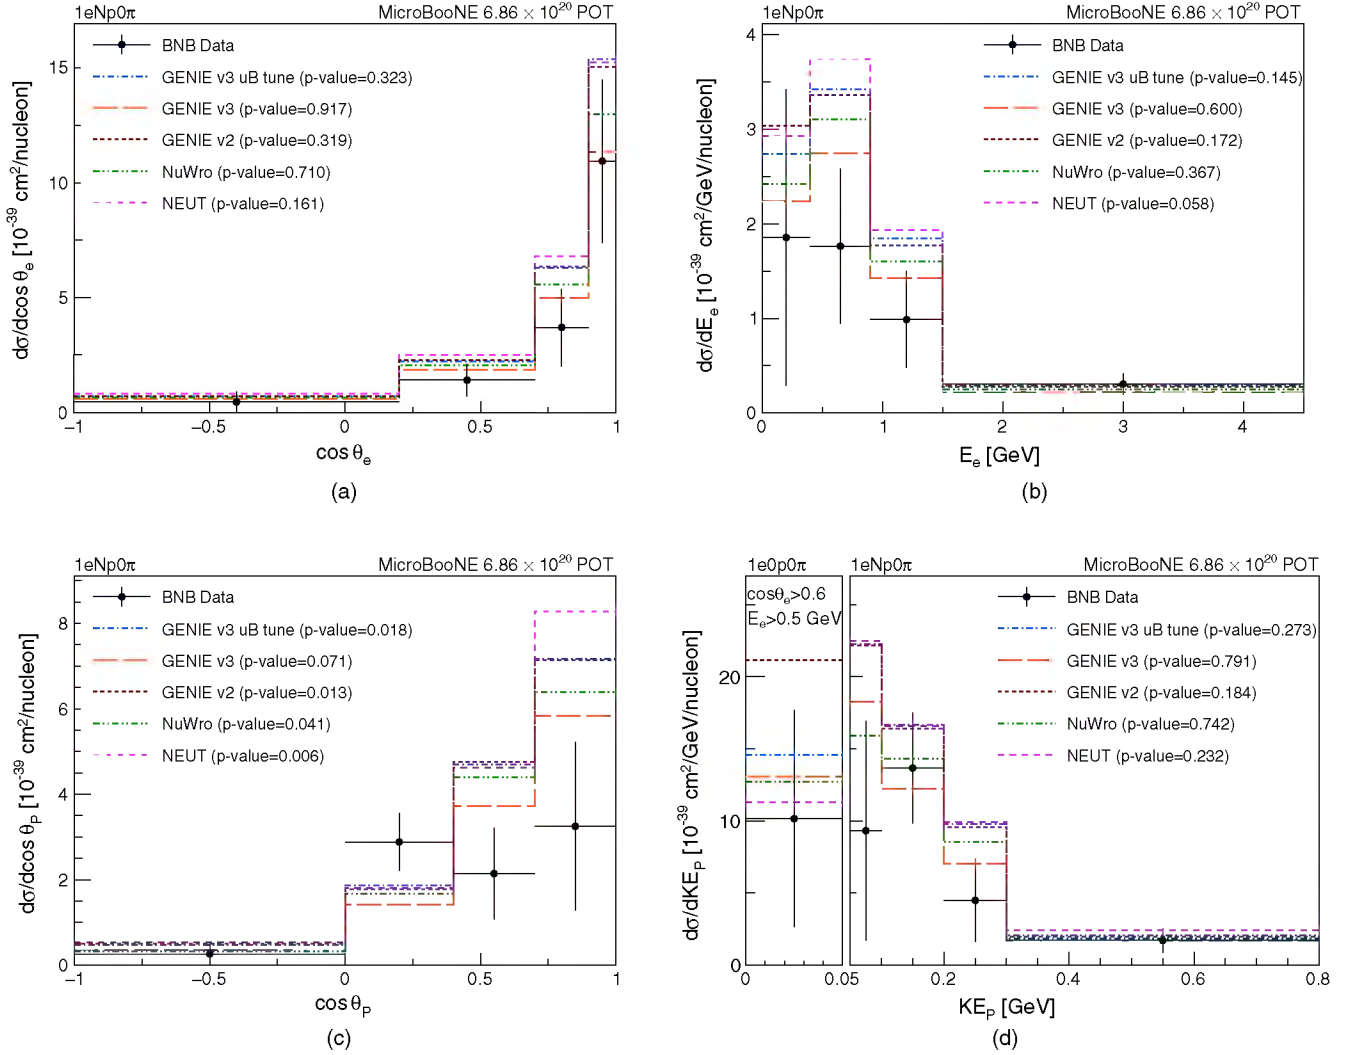 1eNp0π MicroBooNE 6.86 × 10²⁰ POT
BNB Data
GENIE v3 uB tune (p-value=0.323)
GENIE v3 (p-value=0.917)
GENIE v2 (p-value=0.319)
NuWro (p-value=0.710)
NEUT (p-value=0.161)
dσ/dcos θₑ [10⁻³⁹ cm²/nucleon]
15
10
5
0
−1 −0.5 0 0.5 1
cos θₑ
(a)
1eNp0π MicroBooNE 6.86 × 10²⁰ POT
BNB Data
GENIE v3 uB tune (p-value=0.145)
GENIE v3 (p-value=0.600)
GENIE v2 (p-value=0.172)
NuWro (p-value=0.367)
NEUT (p-value=0.058)
dσ/dEₑ [10⁻³⁹ cm²/GeV/nucleon]
4
3
2
1
0
0 1 2 3 4
Eₑ [GeV]
(b)
1eNp0π MicroBooNE 6.86 × 10²⁰ POT
BNB Data
GENIE v3 uB tune (p-value=0.018)
GENIE v3 (p-value=0.071)
GENIE v2 (p-value=0.013)
NuWro (p-value=0.041)
NEUT (p-value=0.006)
dσ/dcos θ_P [10⁻³⁹ cm²/nucleon]
8
6
4
2
0
−1 −0.5 0 0.5 1
cos θ_P
(c)
1e0p0π 1eNp0π MicroBooNE 6.86 × 10²⁰ POT
cosθₑ>0.6
Eₑ>0.5 GeV
BNB Data
GENIE v3 uB tune (p-value=0.273)
GENIE v3 (p-value=0.791)
GENIE v2 (p-value=0.184)
NuWro (p-value=0.742)
NEUT (p-value=0.232)
dσ/dKE_P [10⁻³⁹ cm²/GeV/nucleon]
20
10
0
0 0.05 0.2 0.4 0.6 0.8
KE_P [GeV]
(d)